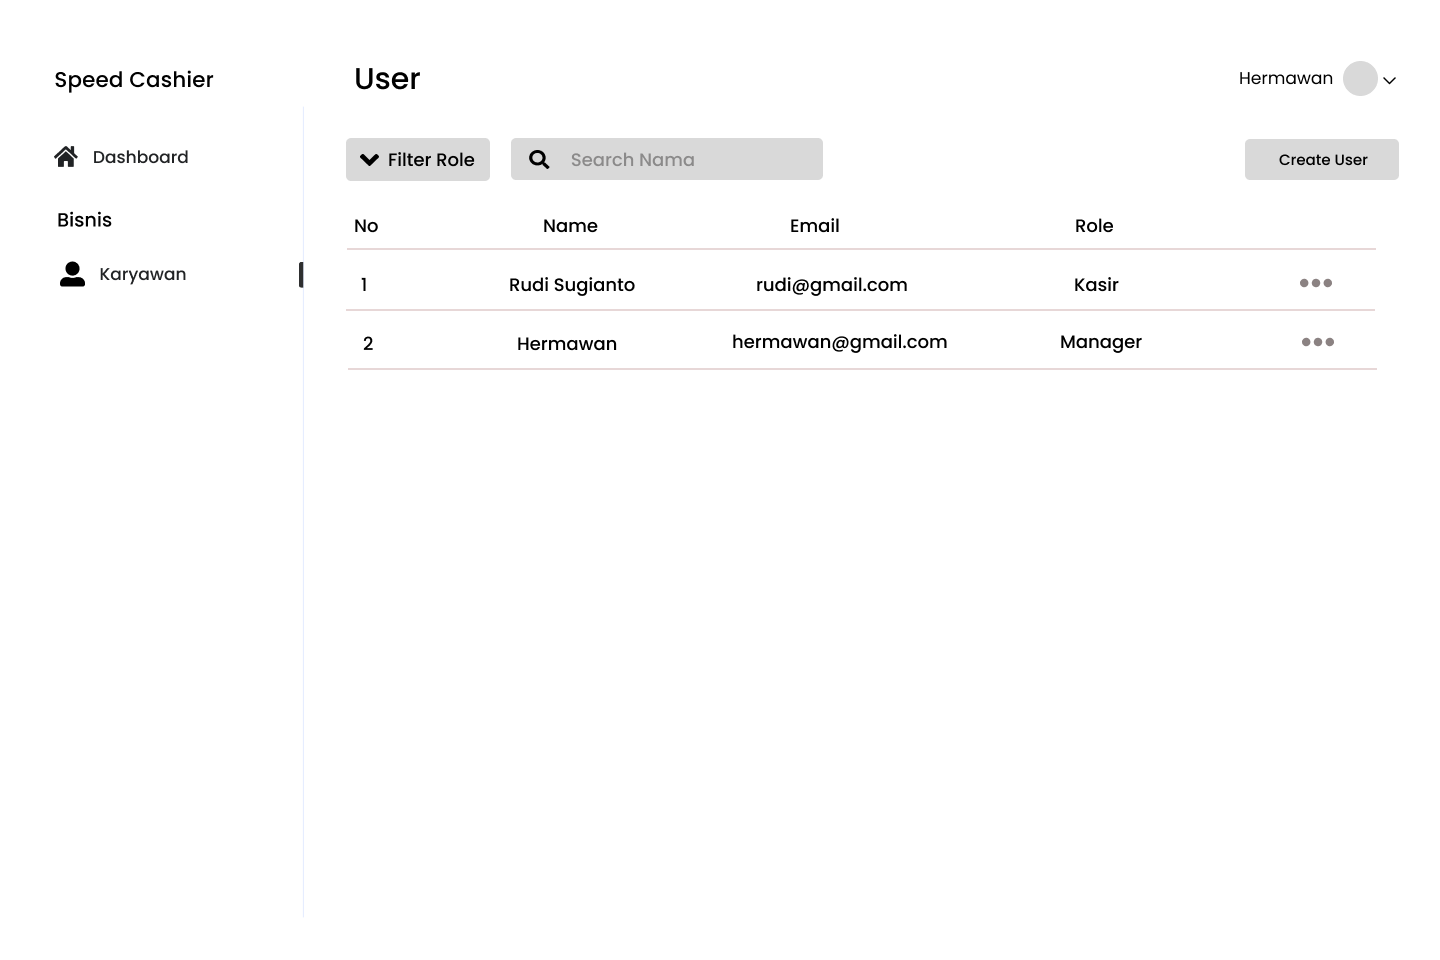 Speed Cashier
Dashboard
Bisnis
Karyawan
User
Hermawan
Filter Role
Search Nama
Create User
No Name Email Role
1 Rudi Sugianto rudi@gmail.com Kasir
2 Hermawan hermawan@gmail.com Manager